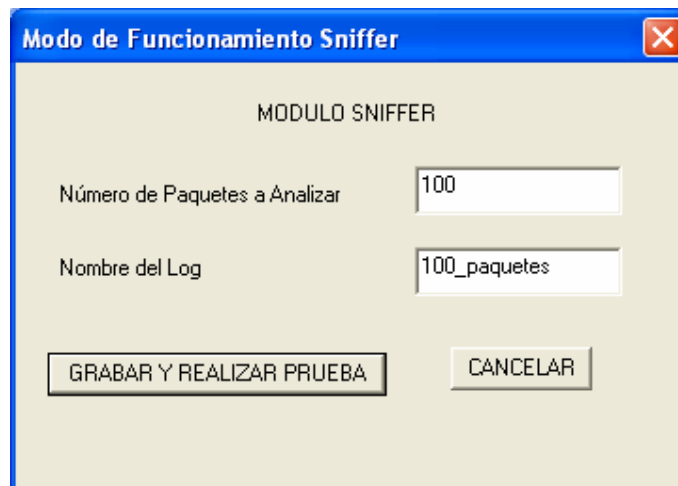 Modo de Funcionamiento Sniffer
MODULO SNIFFER
Número de Paquetes a Analizar 100
Nombre del Log 100_paquetes
GRABAR Y REALIZAR PRUEBA CANCELAR